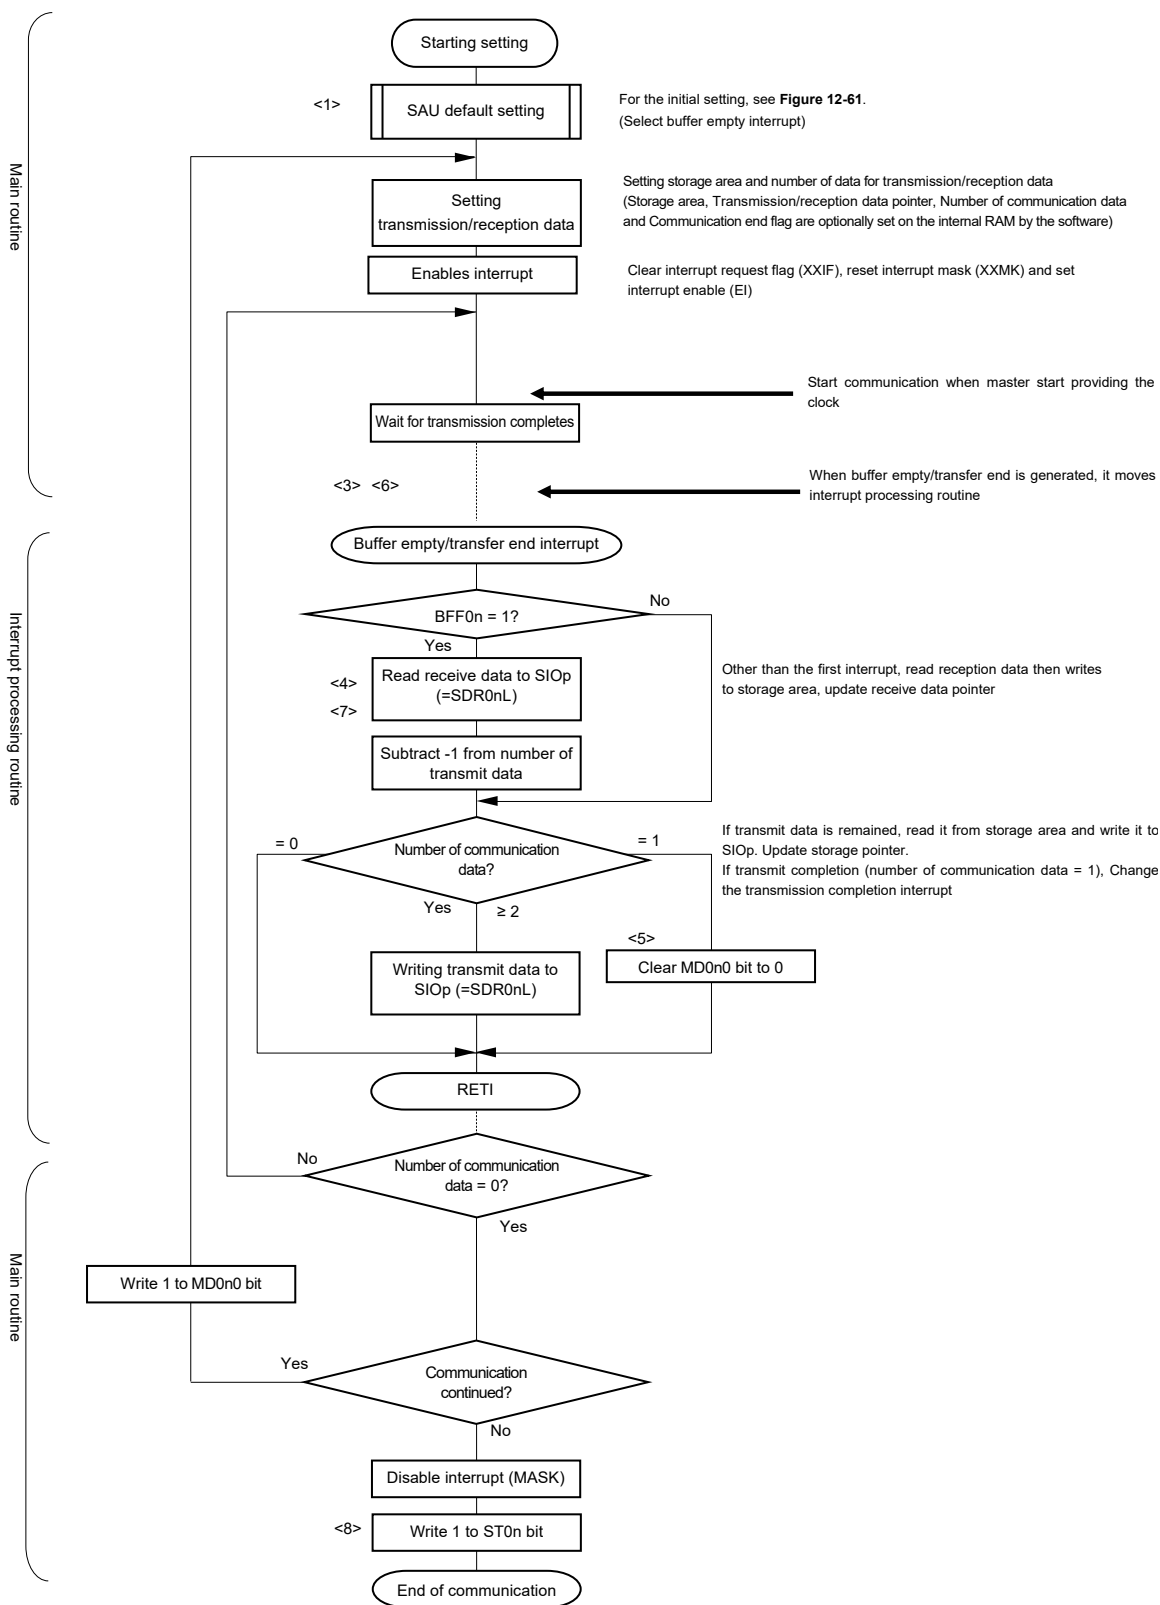 Starting setting
<1>
SAU default setting
For the initial setting, see Figure 12-61.
(Select buffer empty interrupt)
Main routine
Setting
transmission/reception data
Setting storage area and number of data for transmission/reception data
(Storage area, Transmission/reception data pointer, Number of communication data
and Communication end flag are optionally set on the internal RAM by the software)
Enables interrupt
Clear interrupt request flag (XXIF), reset interrupt mask (XXMK) and set
interrupt enable (EI)
Start communication when master start providing the
clock
Wait for transmission completes
<3> <6>
When buffer empty/transfer end is generated, it moves
interrupt processing routine
Buffer empty/transfer end interrupt
Interrupt processing routine
BFF0n = 1?
No
Yes
<4>
<7>
Read receive data to SIOp
(=SDR0nL)
Other than the first interrupt, read reception data then writes
to storage area, update receive data pointer
Subtract -1 from number of
transmit data
= 0
Number of communication
data?
= 1
If transmit data is remained, read it from storage area and write it to
SIOp. Update storage pointer.
If transmit completion (number of communication data = 1), Change
the transmission completion interrupt
Yes
≥ 2
<5>
Writing transmit data to
SIOp (=SDR0nL)
Clear MD0n0 bit to 0
RETI
No
Number of communication
data = 0?
Yes
Main routine
Write 1 to MD0n0 bit
Yes
Communication
continued?
No
Disable interrupt (MASK)
<8>
Write 1 to ST0n bit
End of communication